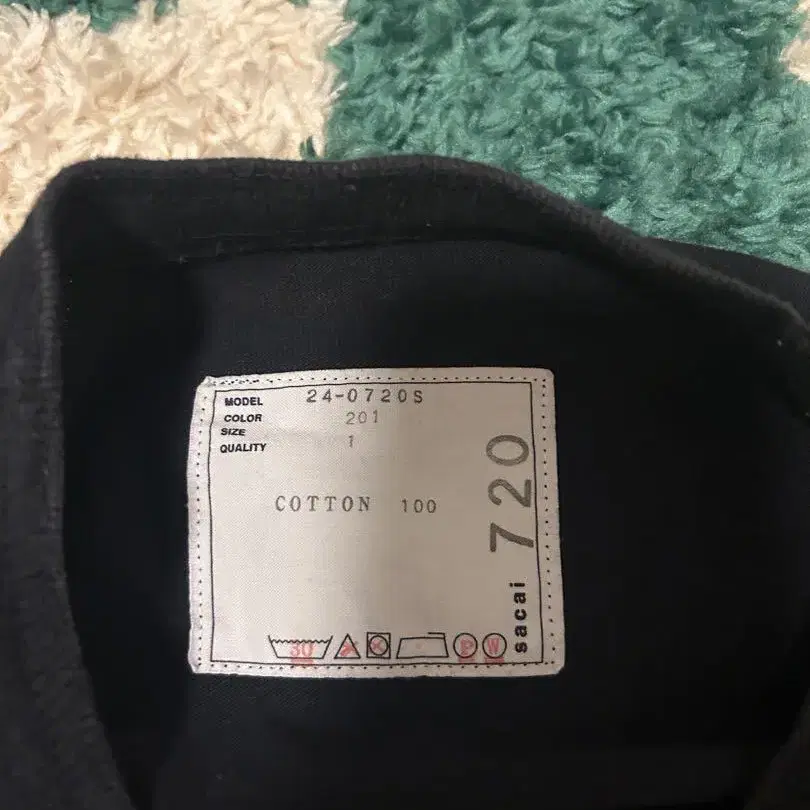 MODEL 24-0720S
COLOR 201
SIZE 1
QUALITY
COTTON 100
sacai 720
30 P W